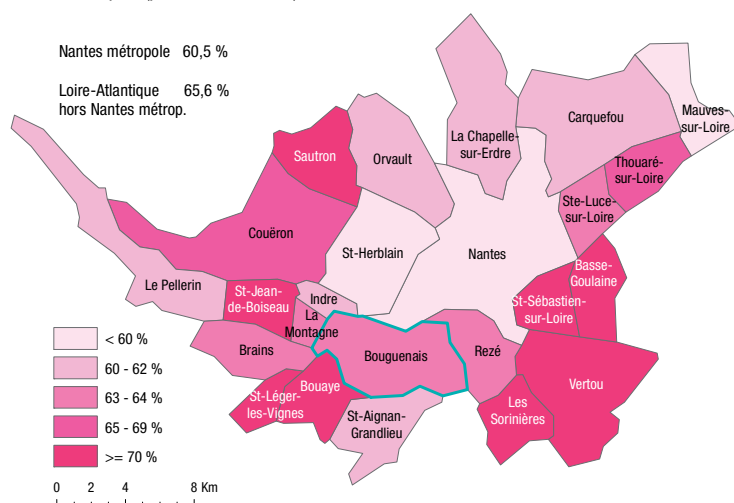 Nantes métropole 60,5 %
Loire-Atlantique 65,6 %
hors Nantes métrop.
Mauves-
sur-Loire
Carquefou
La Chapelle-
sur-Erdre
Sautron
Orvault
Thouaré-
sur-Loire
Ste-Luce-
sur-Loire
Couëron
St-Herblain
Nantes
Basse-
Goulaine
Le Pellerin
St-Jean-
de-Boiseau
Indre
La
Montagne
St-Sébastien-
sur-Loire
Brains
Bouguenais
Rezé
Vertou
St-Léger-
les-Vignes
Bouaye
St-Aignan-
Grandlieu
Les
Sorinières
< 60 %
60 - 62 %
63 - 64 %
65 - 69 %
>= 70 %
0 2 4 8 Km